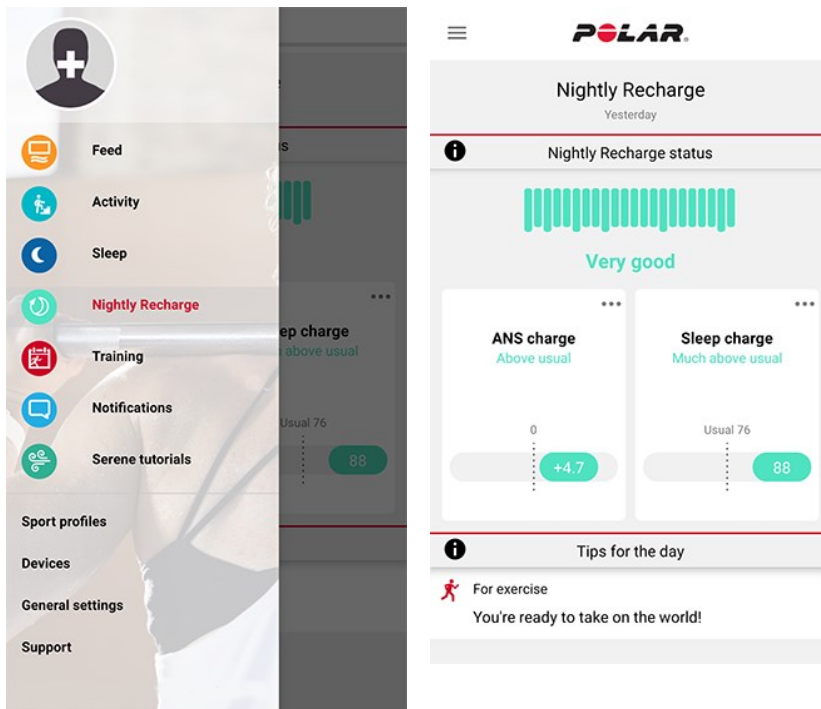 Feed
Activity
Sleep
Nightly Recharge
Training
Notifications
Serene tutorials
Sport profiles
Devices
General settings
Support
s
ep charge
above usual
Usual 76
88
POLAR.
Nightly Recharge
Yesterday
Nightly Recharge status
Very good
ANS charge
Above usual
0
+4.7
Sleep charge
Much above usual
Usual 76
88
Tips for the day
For exercise
You're ready to take on the world!